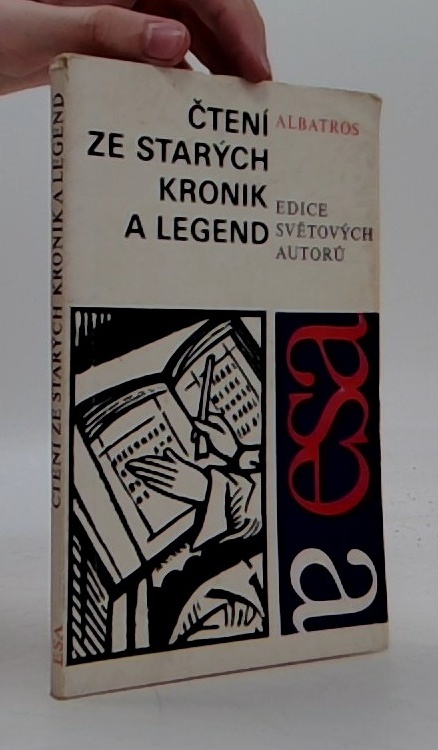 ČTENÍ
ZE STARÝCH
KRONIK
A LEGEND
ALBATROS
EDICE
SVĚTOVÝCH
AUTORŮ
esa
a
ČTENÍ ZE STARÝCH KRONIK A LEGEND
ESA